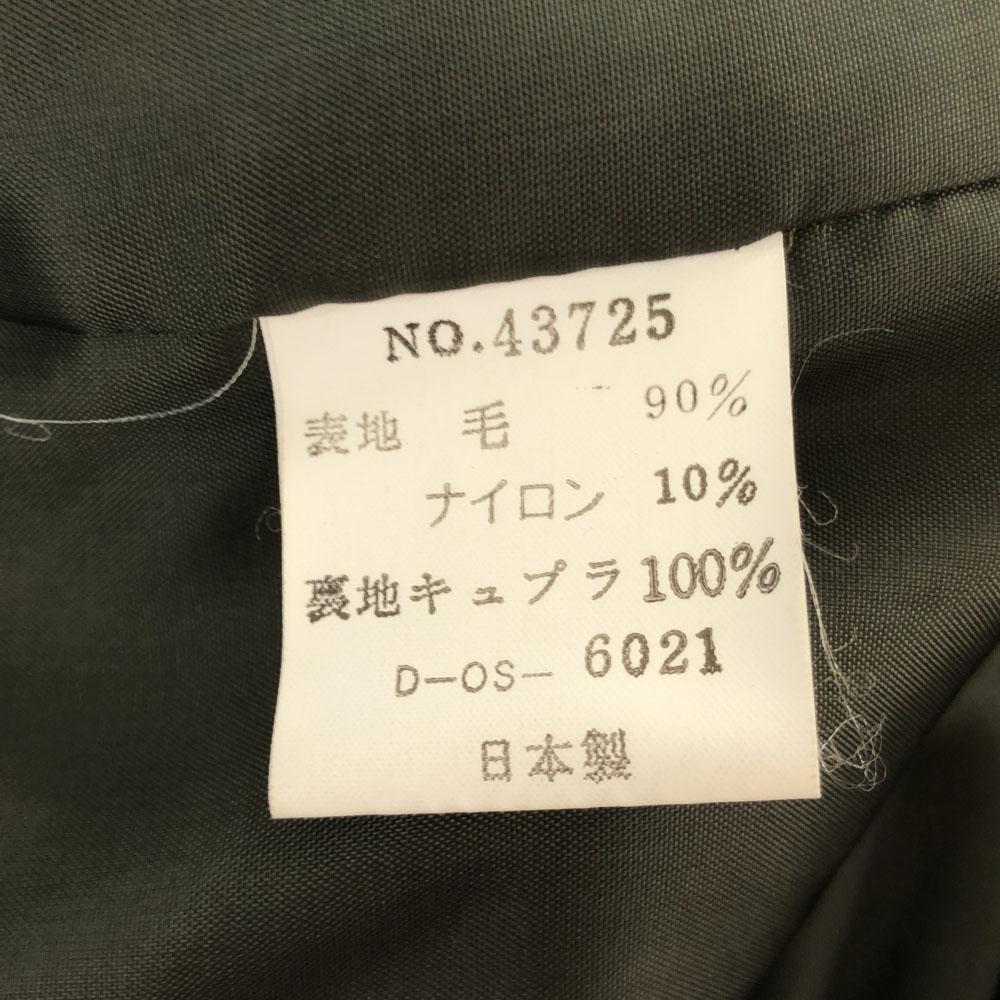 NO.43725
表地 毛 90%
ナイロン 10%
裏地キュプラ100%
D-OS- 6021
日本製